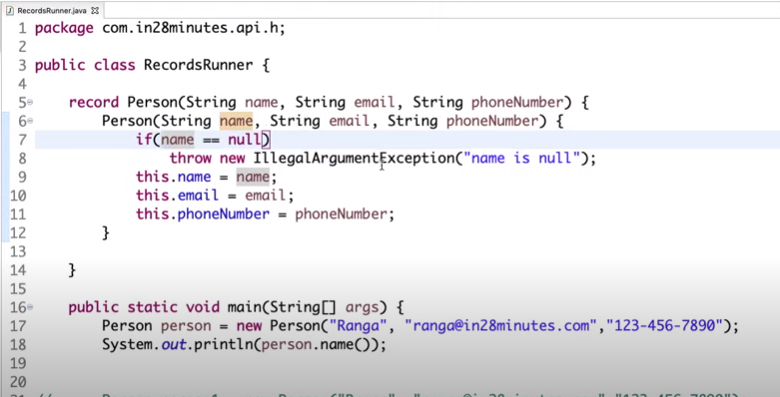 RecordsRunner.java
1 package com.in28minutes.api.h;
2
3 public class RecordsRunner {
4
5 record Person(String name, String email, String phoneNumber) {
6 Person(String name, String email, String phoneNumber) {
7 if(name == null)
8 throw new IllegalArgumentException("name is null");
9 this.name = name;
10 this.email = email;
11 this.phoneNumber = phoneNumber;
12 }
13
14 }
15
16 public static void main(String[] args) {
17 Person person = new Person("Ranga", "ranga@in28minutes.com","123-456-7890");
18 System.out.println(person.name());
19
20